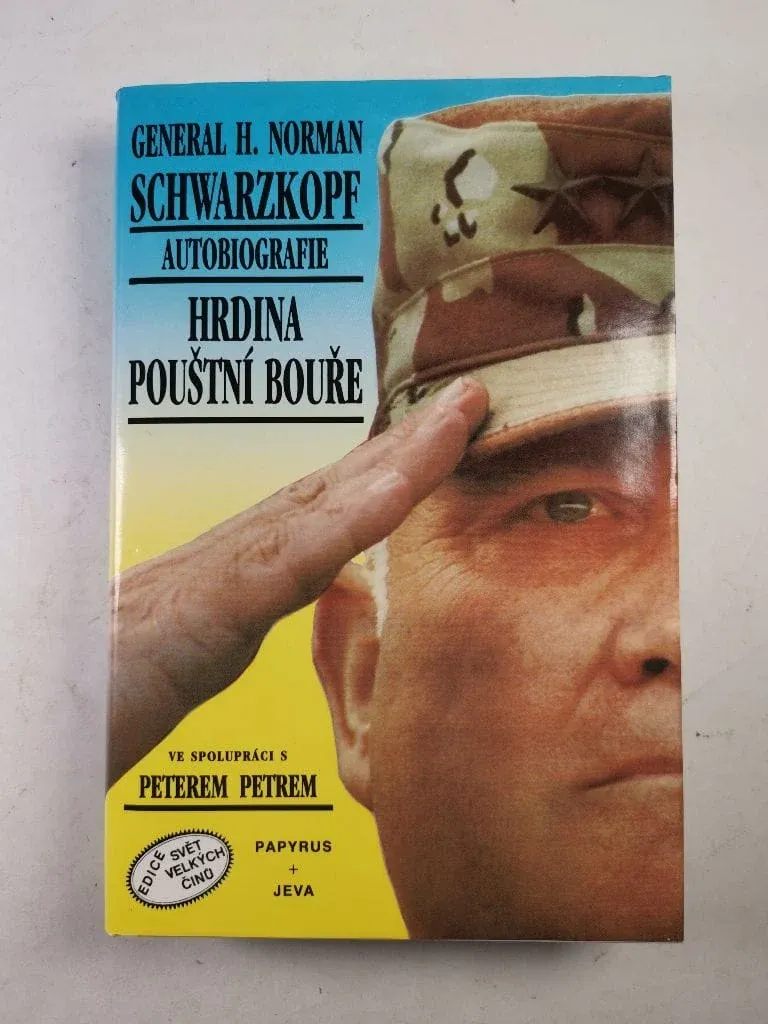 GENERAL H. NORMAN
SCHWARZKOPF
AUTOBIOGRAFIE
HRDINA
POUŠTNÍ BOUŘE
VE SPOLUPRÁCI S
PETEREM PETREM
EDICE
SVĚT
VELKÝCH
ČINŮ
PAPYRUS
+
JEVA